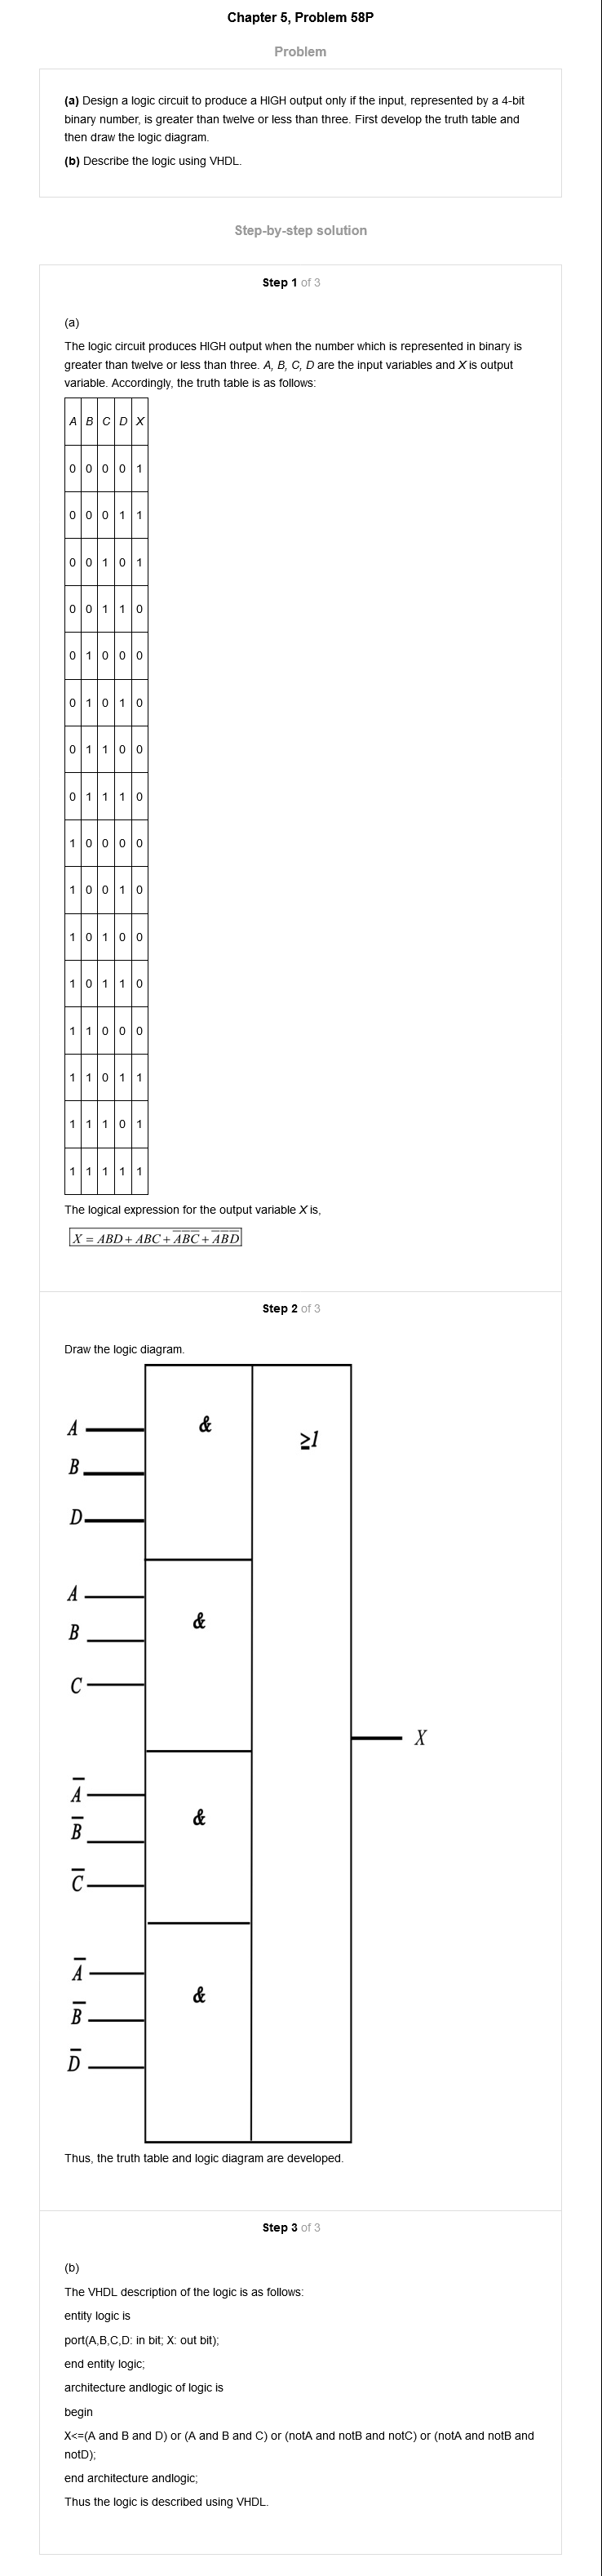 Chapter 5, Problem 58P
Problem
(a) Design a logic circuit to produce a HIGH output only if the input, represented by a 4-bit
binary number, is greater than twelve or less than three. First develop the truth table and
then draw the logic diagram.
(b) Describe the logic using VHDL.
Step-by-step solution
Step 1 of 3
(a)
The logic circuit produces HIGH output when the number which is represented in binary is
greater than twelve or less than three. A, B, C, D are the input variables and X is output
variable. Accordingly, the truth table is as follows:
A B C D X
0 0 0 0 1
0 0 0 1 1
0 0 1 0 1
0 0 1 1 0
0 1 0 0 0
0 1 0 1 0
0 1 1 0 0
0 1 1 1 0
1 0 0 0 0
1 0 0 1 0
1 0 1 0 0
1 0 1 1 0
1 1 0 0 0
1 1 0 1 1
1 1 1 0 1
1 1 1 1 1
The logical expression for the output variable X is,
X = ABD + ABC + A̅B̅C̅ + A̅B̅D̅
Step 2 of 3
Draw the logic diagram.
A
&
≥1
B
D
A
&
B
C
X
A̅
&
B̅
C̅
A̅
&
B̅
D̅
Thus, the truth table and logic diagram are developed.
Step 3 of 3
(b)
The VHDL description of the logic is as follows:
entity logic is
port(A,B,C,D: in bit; X: out bit);
end entity logic;
architecture andlogic of logic is
begin
X<=(A and B and D) or (A and B and C) or (notA and notB and notC) or (notA and notB and
notD);
end architecture andlogic;
Thus the logic is described using VHDL.